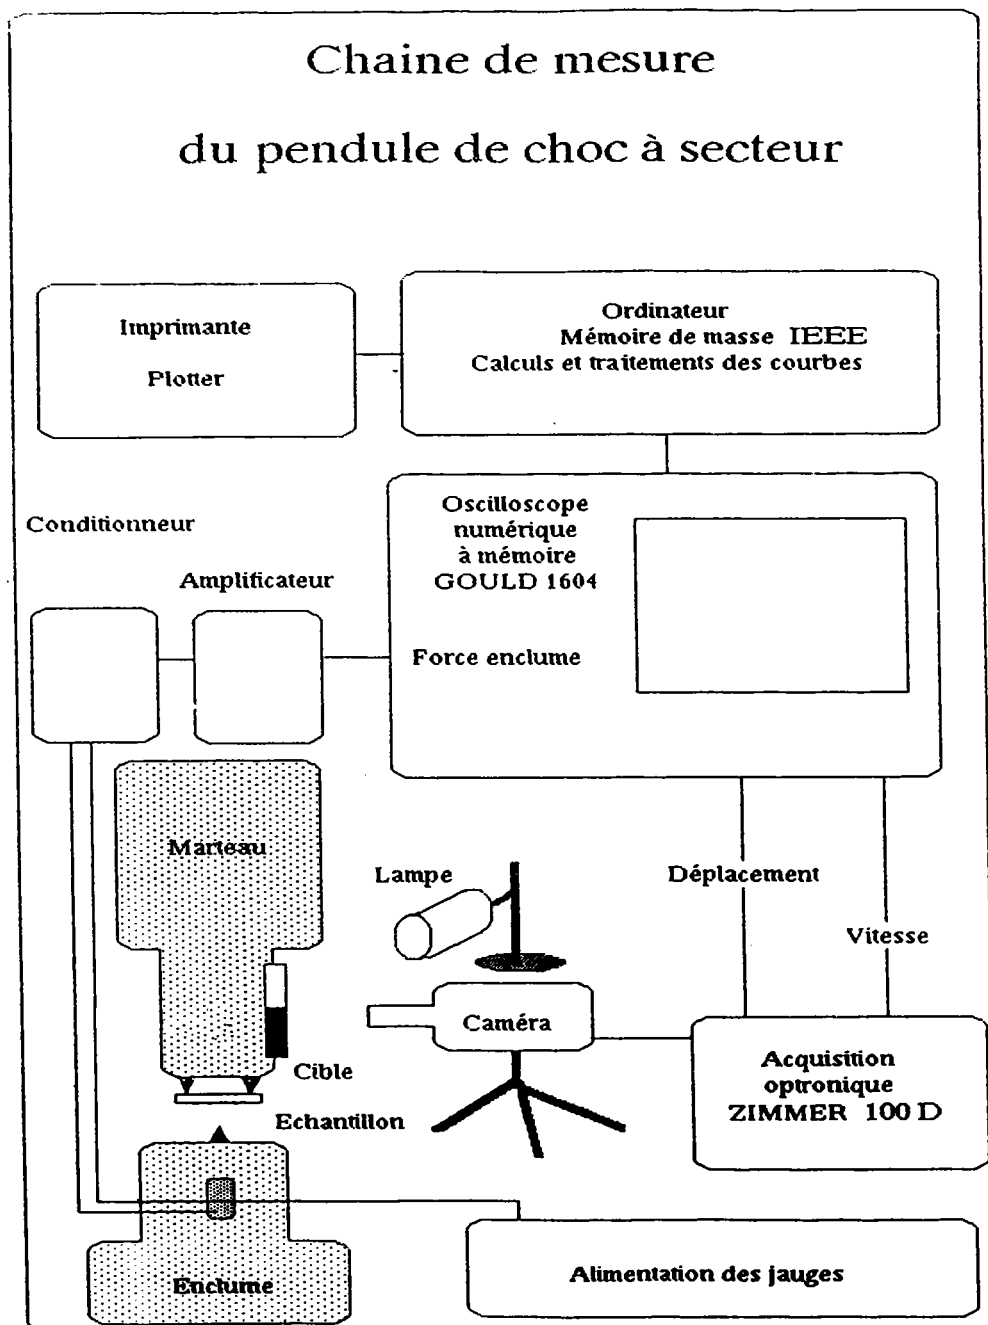 Chaine de mesure
du pendule de choc à secteur
Imprimante
Plotter
Ordinateur
Mémoire de masse IEEE
Calculs et traitements des courbes
Conditionneur
Amplificateur
Oscilloscope
numérique
à mémoire
GOULD 1604
Force enclume
Marteau
Lampe
Déplacement
Vitesse
Caméra
Cible
Echantillon
Acquisition
optronique
ZIMMER 100 D
Enclume
Alimentation des jauges